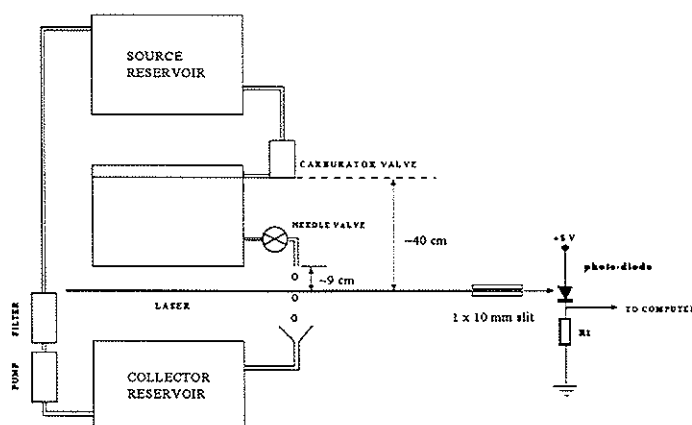 SOURCE
RESERVOIR
CARBURATOR VALVE
NEEDLE VALVE
~40 cm
+5 V
photo-diode
~9 cm
LASER
1 x 10 mm slit
TO COMPUTER
R1
FILTER
PUMP
COLLECTOR
RESERVOIR